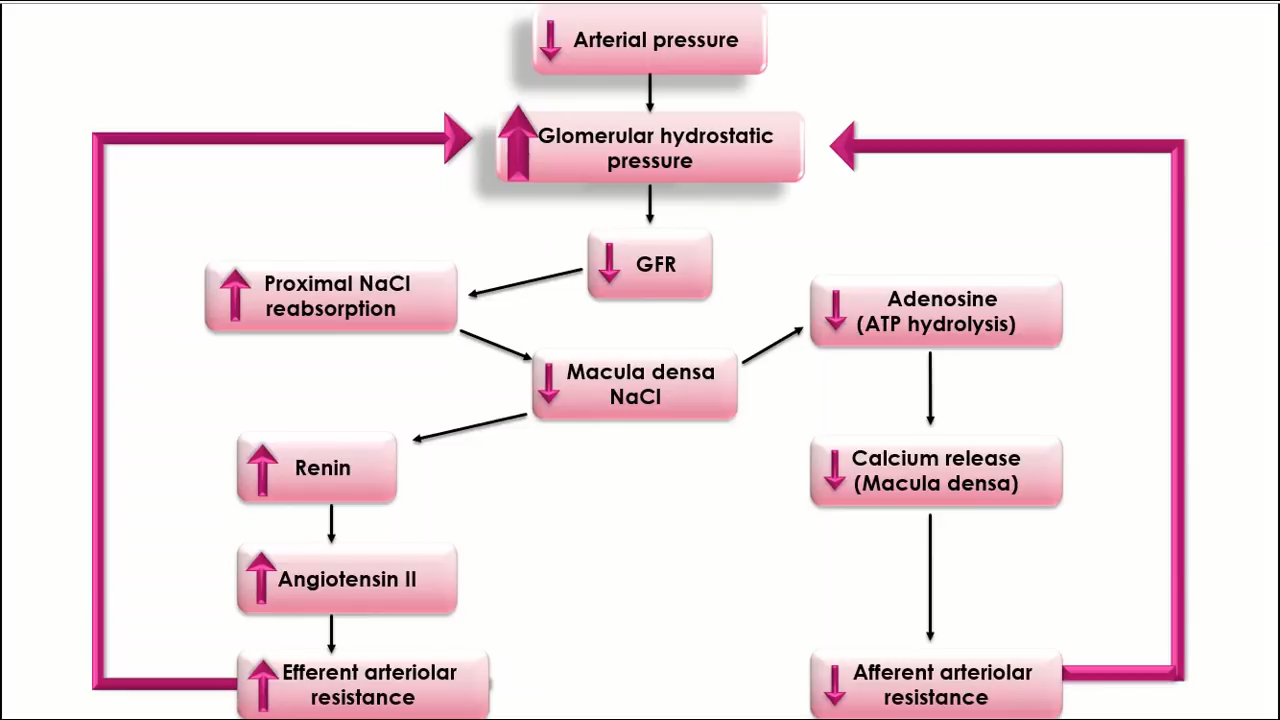 Arterial pressure
Glomerular hydrostatic
pressure
GFR
Proximal NaCl
reabsorption
Adenosine
(ATP hydrolysis)
Macula densa
NaCl
Renin
Calcium release
(Macula densa)
Angiotensin II
Efferent arteriolar
resistance
Afferent arteriolar
resistance